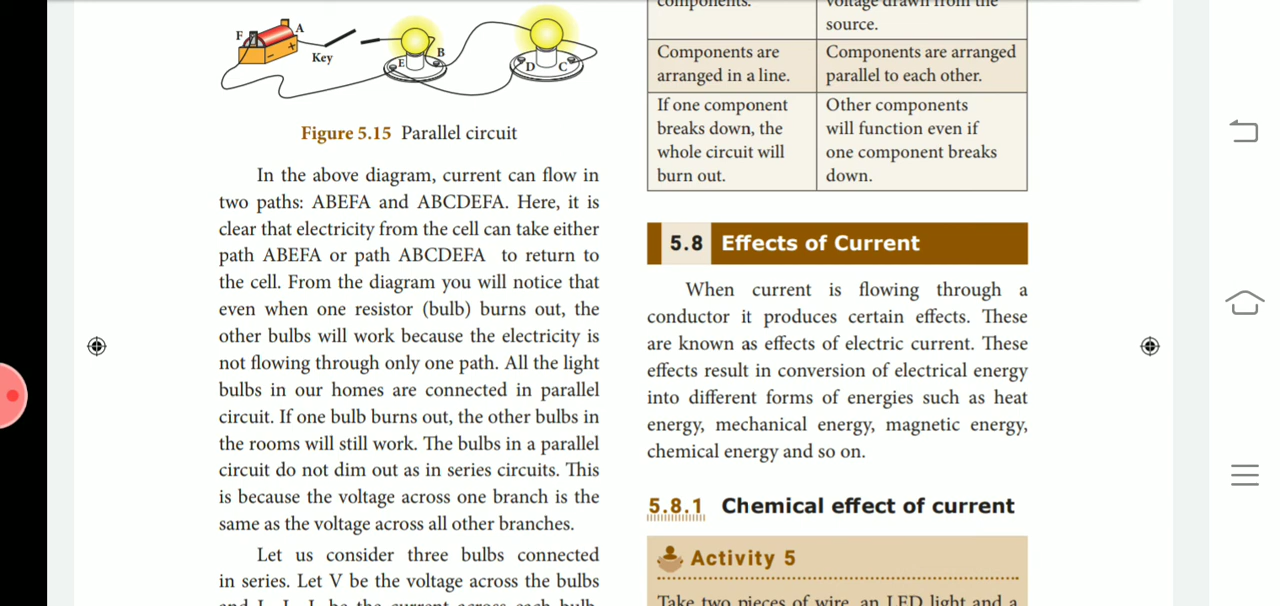 F
A
Key
B
E
D
C
Figure 5.15 Parallel circuit
In the above diagram, current can flow in
two paths: ABEFA and ABCDEFA. Here, it is
clear that electricity from the cell can take either
path ABEFA or path ABCDEFA to return to
the cell. From the diagram you will notice that
even when one resistor (bulb) burns out, the
other bulbs will work because the electricity is
not flowing through only one path. All the light
bulbs in our homes are connected in parallel
circuit. If one bulb burns out, the other bulbs in
the rooms will still work. The bulbs in a parallel
circuit do not dim out as in series circuits. This
is because the voltage across one branch is the
same as the voltage across all other branches.
Let us consider three bulbs connected
in series. Let V be the voltage across the bulbs
components.
voltage drawn from the
source.
Components are
arranged in a line.
Components are arranged
parallel to each other.
If one component
breaks down, the
whole circuit will
burn out.
Other components
will function even if
one component breaks
down.
5.8 Effects of Current
When current is flowing through a
conductor it produces certain effects. These
are known as effects of electric current. These
effects result in conversion of electrical energy
into different forms of energies such as heat
energy, mechanical energy, magnetic energy,
chemical energy and so on.
5.8.1 Chemical effect of current
Activity 5
Take two pieces of wire, an LED light and a